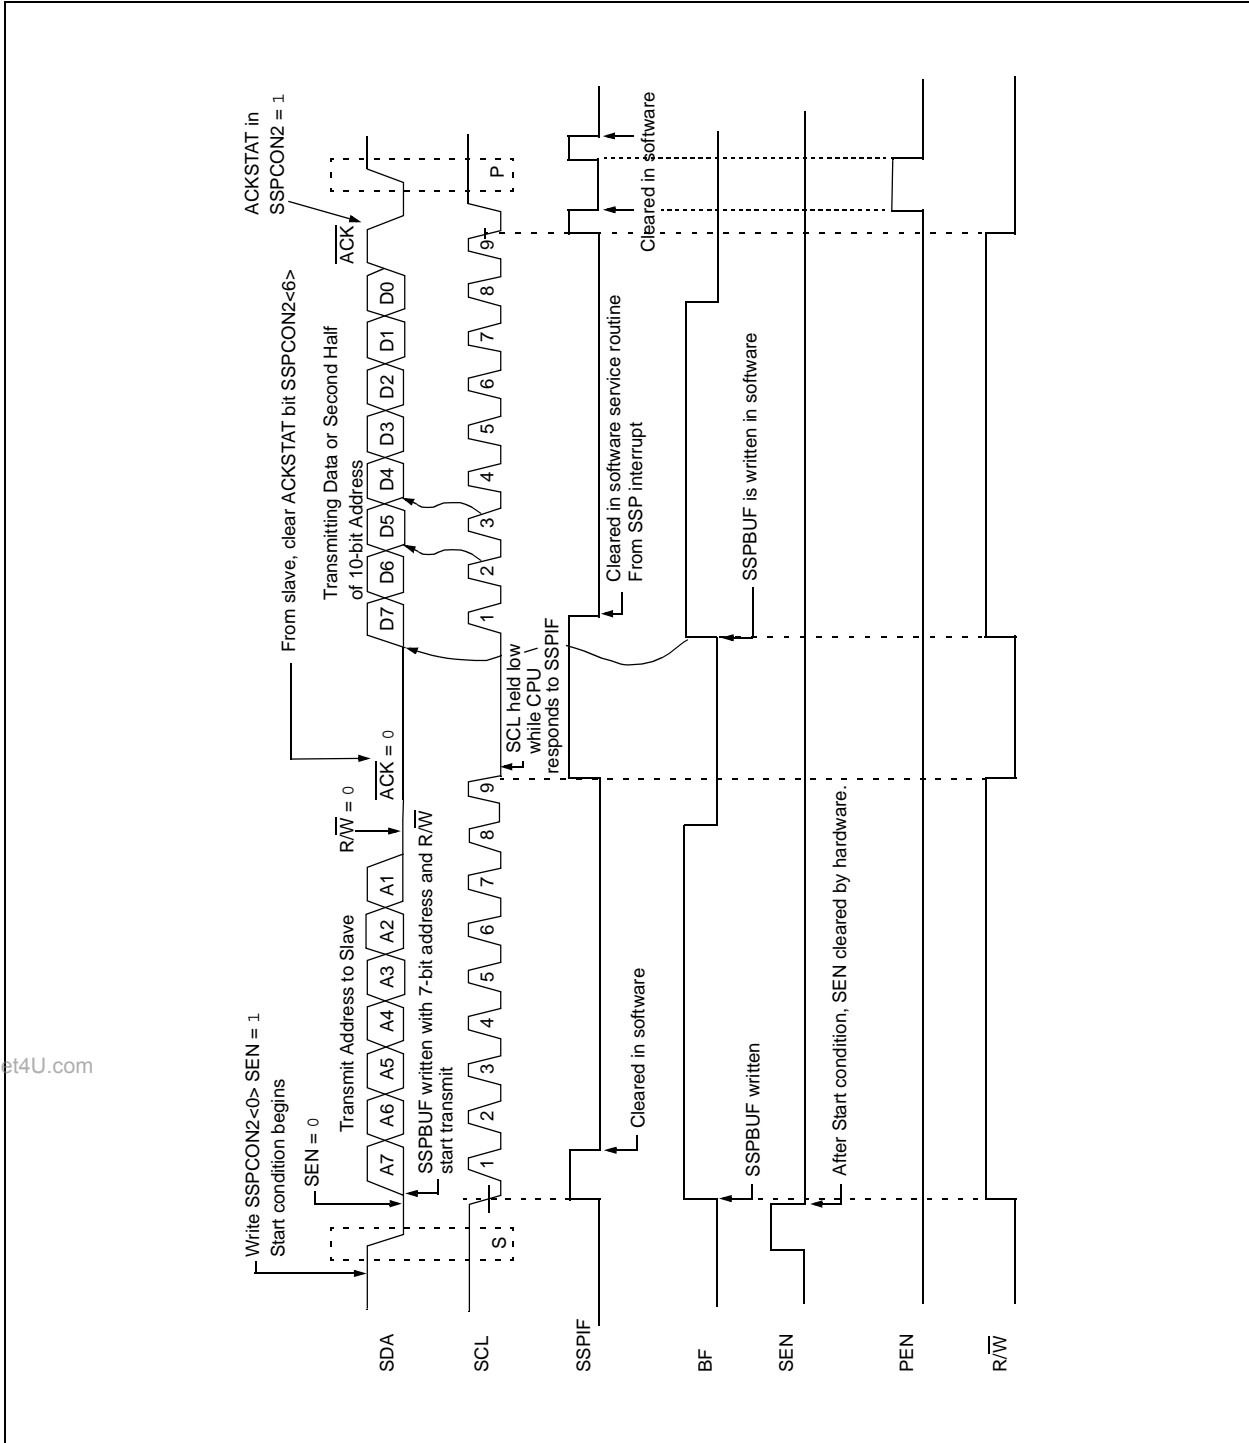 Write SSPCON2<0> SEN = 1
Start condition begins
SEN = 0
Transmit Address to Slave
R/W = 0
From slave, clear ACKSTAT bit SSPCON2<6>
ACK = 0
Transmitting Data or Second Half
of 10-bit Address
ACKSTAT in
SSPCON2 = 1
ACK
SDA
A7 A6 A5 A4 A3 A2 A1
D7 D6 D5 D4 D3 D2 D1 D0
SSPBUF written with 7-bit address and R/W
start transmit
SCL
S
1 2 3 4 5 6 7 8 9
1 2 3 4 5 6 7 8 9
P
SCL held low
while CPU
responds to SSPIF
SSPIF
Cleared in software
Cleared in software service routine
From SSP interrupt
Cleared in software
BF
SSPBUF written
SSPBUF is written in software
SEN
After Start condition, SEN cleared by hardware.
PEN
R/W
et4U.com